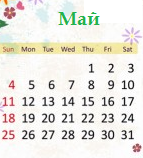 Май
Sun Mon Tue Wed Thu Fri Sat
1 2 3
4 5 6 7 8 9 10
11 12 13 14 15 16 17
18 19 20 21 22 23 24
25 26 27 28 29 30 31